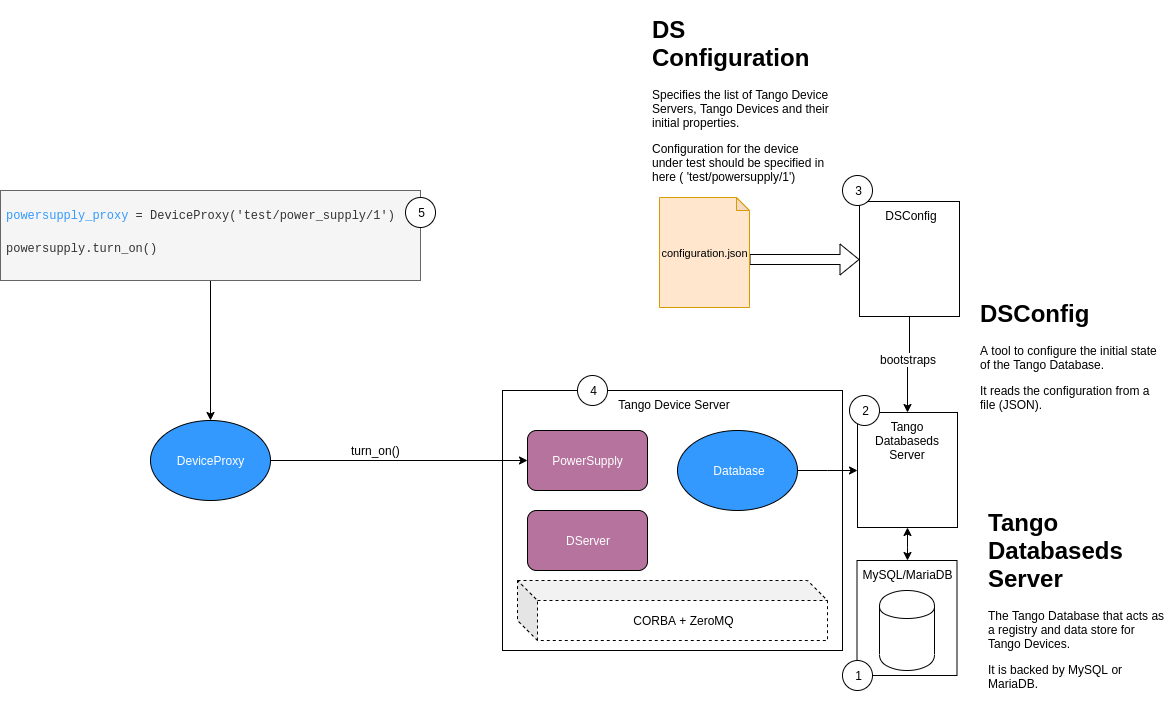 DS
Configuration
Specifies the list of Tango Device
Servers, Tango Devices and their
initial properties.
Configuration for the device
under test should be specified in
here ( 'test/powersupply/1')
3
DSConfig
configuration.json
5
powersupply_proxy = DeviceProxy('test/power_supply/1')
powersupply.turn_on()
DSConfig
A tool to configure the initial state
of the Tango Database.
It reads the configuration from a
file (JSON).
bootstraps
4
Tango Device Server
2
Tango
Databaseds
Server
DeviceProxy
turn_on()
PowerSupply
Database
DServer
CORBA + ZeroMQ
MySQL/MariaDB
1
Tango
Databaseds
Server
The Tango Database that acts as
a registry and data store for
Tango Devices.
It is backed by MySQL or
MariaDB.